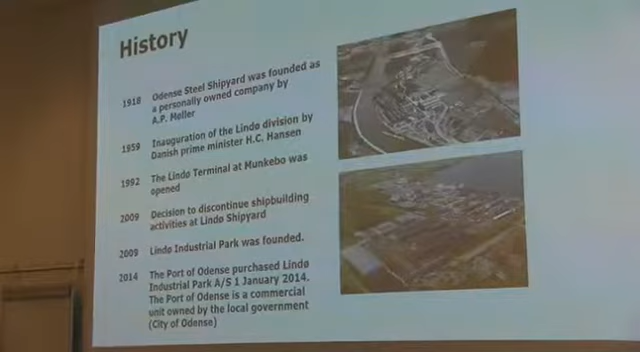 History
1918 Odense Steel Shipyard was founded as
a personally owned company by
A.P. Møller
1959 Inauguration of the Lindø division by
Danish prime minister H.C. Hansen
1992 The Lindø Terminal at Munkebo was
opened
2009 Decision to discontinue shipbuilding
activities at Lindø Shipyard
2009 Lindø Industrial Park was founded.
2014 The Port of Odense purchased Lindø
Industrial Park A/S 1 January 2014.
The Port of Odense is a commercial
unit owned by the local government
(City of Odense)